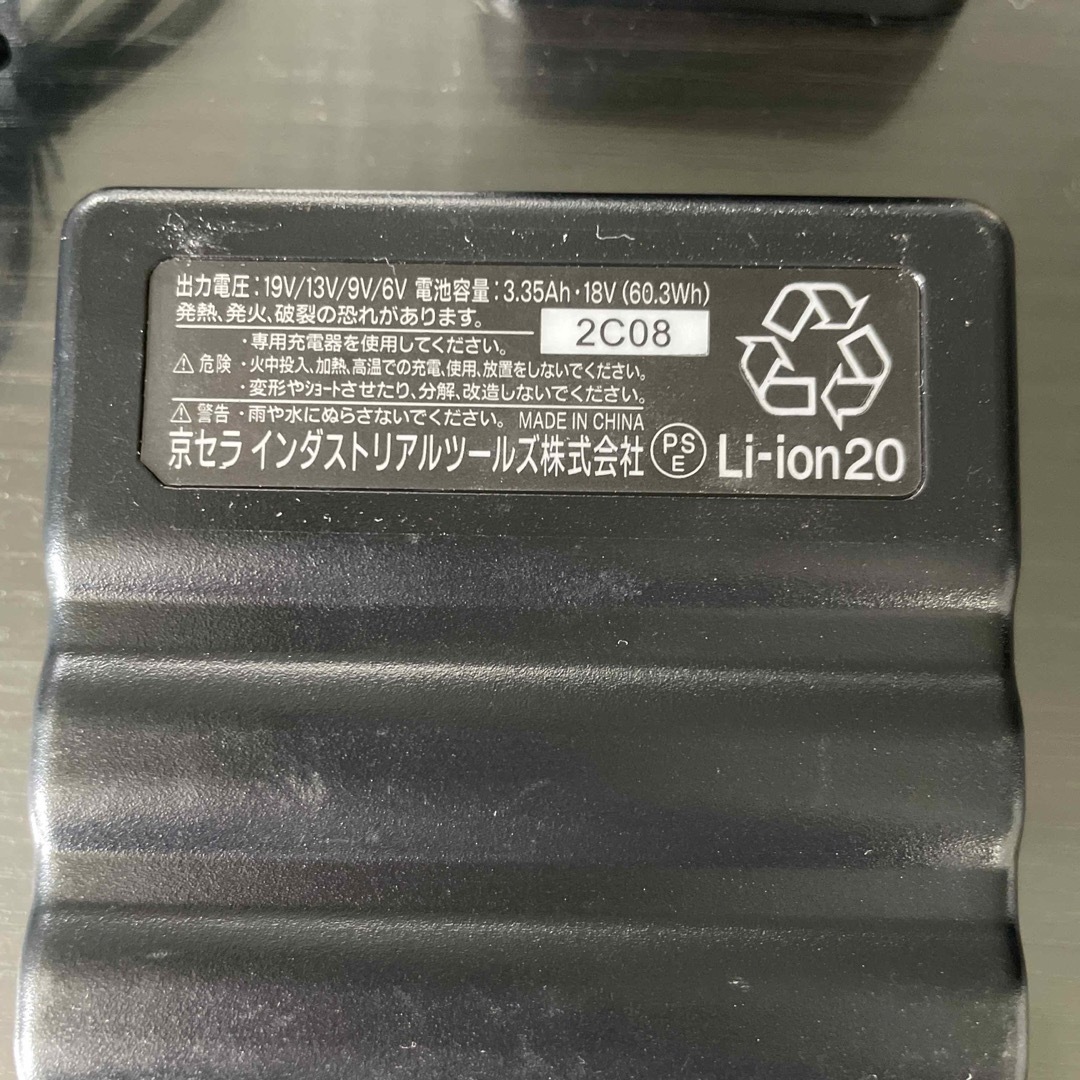 出力電圧:19V/13V/9V/6V 電池容量:3.35Ah・18V(60.3Wh)
発熱、発火、破裂の恐れがあります。
2C08
・専用充電器を使用してください。
⚠危険 ・火中投入、加熱、高温での充電、使用、放置をしないでください。
・変形やショートさせたり、分解、改造しないでください。
⚠警告 ・雨や水にぬらさないでください。 MADE IN CHINA
京セラ インダストリアルツールズ株式会社 PSE Li-ion20